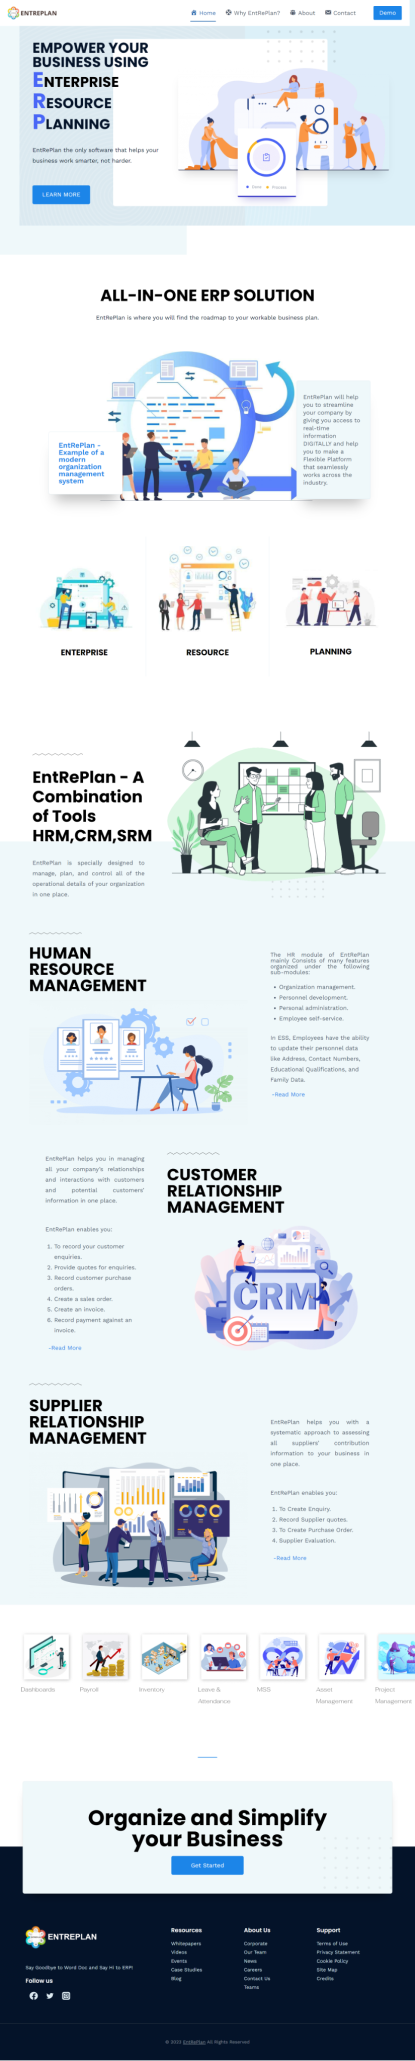 ENTREPLAN
Home
Why EntRePlan?
About
Contact
Demo
EMPOWER YOUR
BUSINESS USING
ENTERPRISE
RESOURCE
PLANNING
EntRePlan the only software that helps your
business work smarter, not harder.
LEARN MORE
ALL-IN-ONE ERP SOLUTION
EntRePlan is where you will find the roadmap to your workable business plan.
EntRePlan -
Example of a
modern
organization
management
system
EntRePlan will help
you to streamline
your company by
giving you access to
real-time
information
DIGITALLY and help
you to make a
Flexible Platform
that seamlessly
works across the
industry.
ENTERPRISE
RESOURCE
PLANNING
EntRePlan - A
Combination
of Tools
HRM,CRM,SRM
EntRePlan is specially designed to
manage, plan, and control all of the
operational details of your organization
in one place.
HUMAN
RESOURCE
MANAGEMENT
The HR module of EntRePlan
mainly Consists of many features
organized under the following
sub-modules:
• Organization management.
• Personnel development.
• Personal administration.
• Employee self-service.
In ESS, Employees have the ability
to update their personnel data
like Address, Contact Numbers,
Educational Qualifications, and
Family Data.
-Read More
EntRePlan helps you in managing
all your company's relationships
and interactions with customers
and potential customers'
information in one place.
EntRePlan enables you:
1. To record your customer
enquiries.
2. Provide quotes for enquiries.
3. Record customer purchase
orders.
4. Create a sales order.
5. Create an invoice.
6. Record payment against an
invoice.
-Read More
CUSTOMER
RELATIONSHIP
MANAGEMENT
CRM
SUPPLIER
RELATIONSHIP
MANAGEMENT
EntRePlan helps you with a
systematic approach to assessing
all suppliers' contribution
information to your business in
one place.
EntRePlan enables you:
1. To Create Enquiry.
2. Record Supplier quotes.
3. To Create Purchase Order.
4. Supplier Evaluation.
-Read More
Dashboards
Payroll
Inventory
Leave &
Attendance
MSS
Asset
Management
Project
Management
Organize and Simplify
your Business
Get Started
ENTREPLAN
Say Goodbye to Word Doc and Say Hi to ERP!
Follow us
Resources
Whitepapers
Videos
Events
Case Studies
Blog
About Us
Corporate
Our Team
News
Careers
Contact Us
Teams
Support
Terms of Use
Privacy Statement
Cookie Policy
Site Map
Credits
© 2022 EntRePlan All Rights Reserved